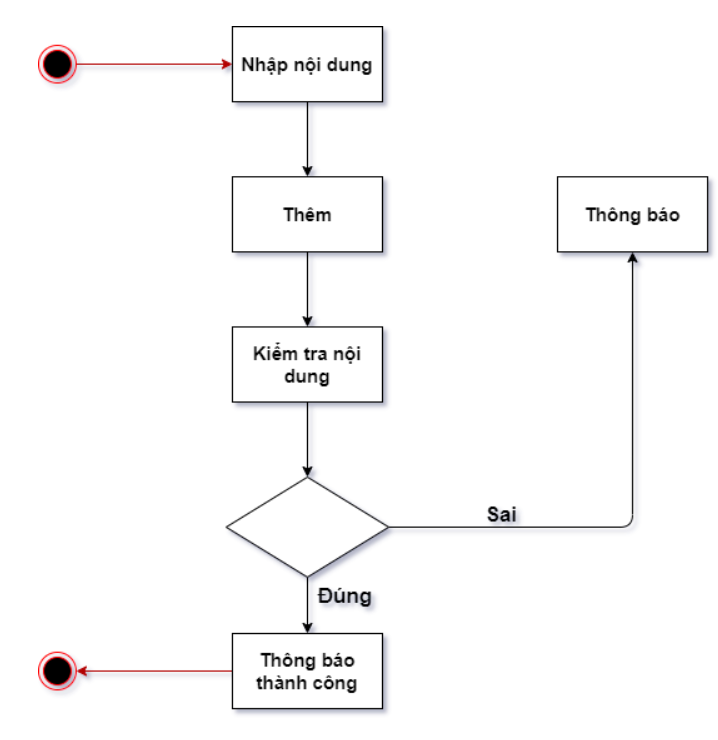 Nhập nội dung
Thêm
Thông báo
Kiểm tra nội
dung
Sai
Đúng
Thông báo
thành công